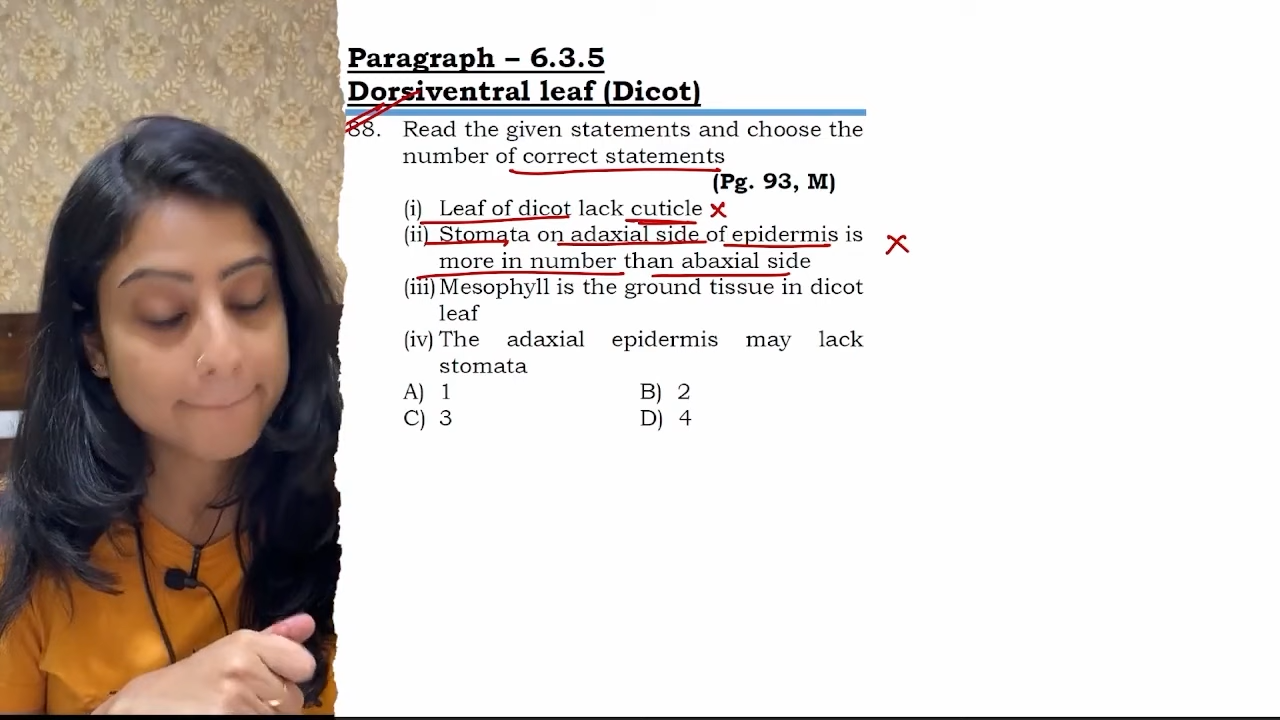 Paragraph – 6.3.5
Dorsiventral leaf (Dicot)
88. Read the given statements and choose the
number of correct statements
(Pg. 93, M)
(i) Leaf of dicot lack cuticle
(ii) Stomata on adaxial side of epidermis is
more in number than abaxial side
(iii) Mesophyll is the ground tissue in dicot
leaf
(iv) The adaxial epidermis may lack
stomata
A) 1 B) 2
C) 3 D) 4